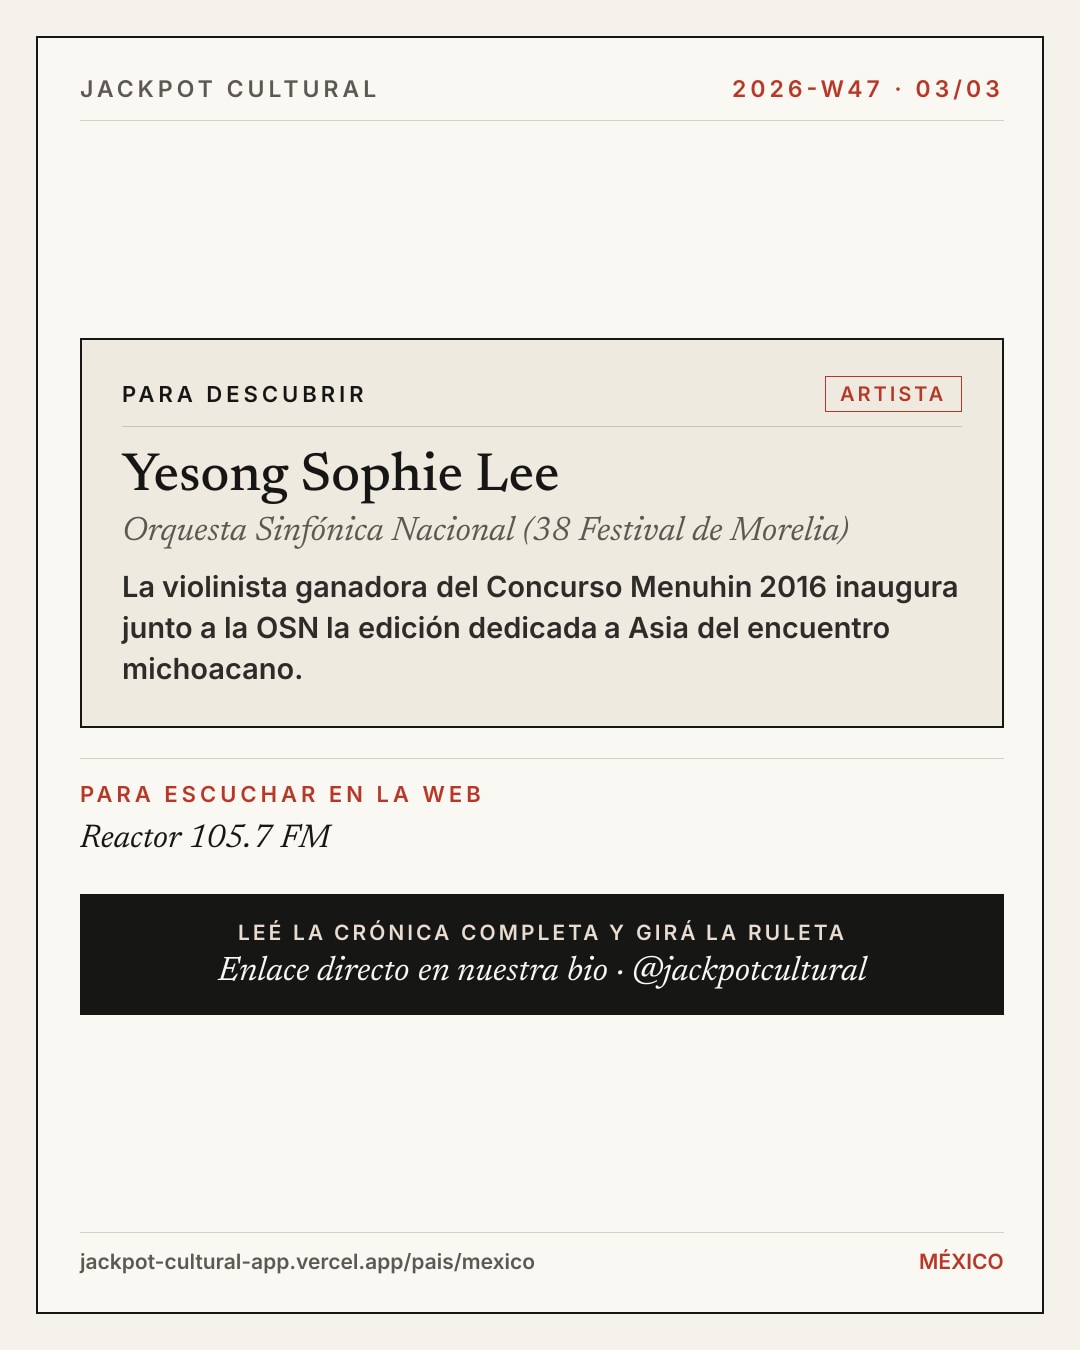 JACKPOT CULTURAL
2026-W47 · 03/03
PARA DESCUBRIR
ARTISTA
Yesong Sophie Lee
Orquesta Sinfónica Nacional (38 Festival de Morelia)
La violinista ganadora del Concurso Menuhin 2016 inaugura
junto a la OSN la edición dedicada a Asia del encuentro
michoacano.
PARA ESCUCHAR EN LA WEB
Reactor 105.7 FM
LEÉ LA CRÓNICA COMPLETA Y GIRÁ LA RULETA
Enlace directo en nuestra bio · @jackpotcultural
jackpot-cultural-app.vercel.app/pais/mexico
MÉXICO